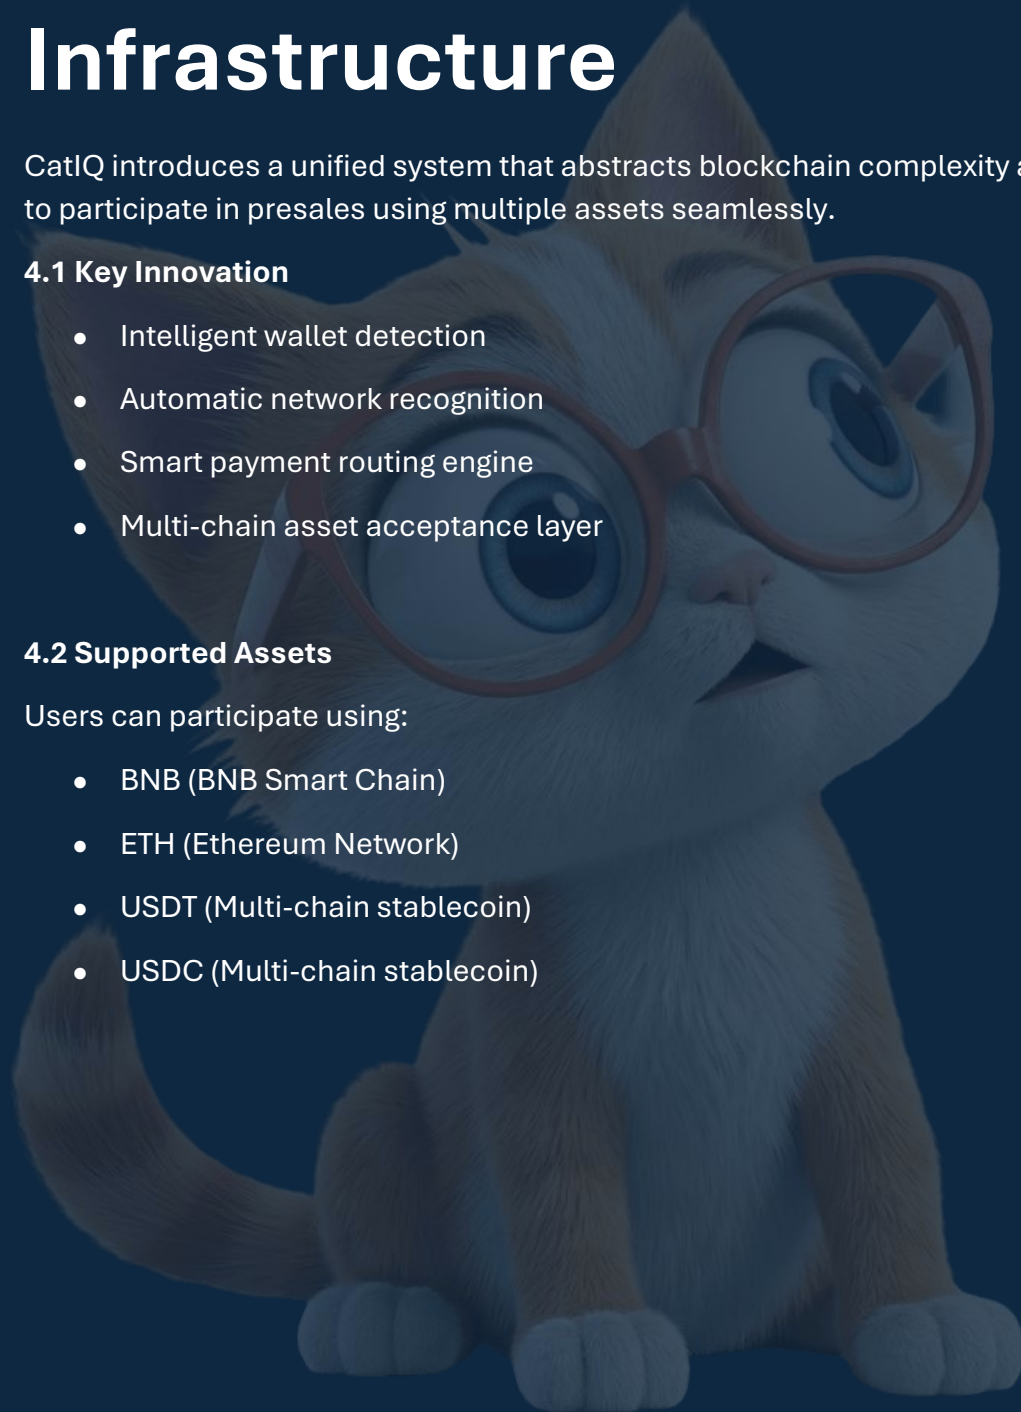 Infrastructure
CatIQ introduces a unified system that abstracts blockchain complexity
to participate in presales using multiple assets seamlessly.
4.1 Key Innovation
● Intelligent wallet detection
● Automatic network recognition
● Smart payment routing engine
● Multi-chain asset acceptance layer
4.2 Supported Assets
Users can participate using:
● BNB (BNB Smart Chain)
● ETH (Ethereum Network)
● USDT (Multi-chain stablecoin)
● USDC (Multi-chain stablecoin)